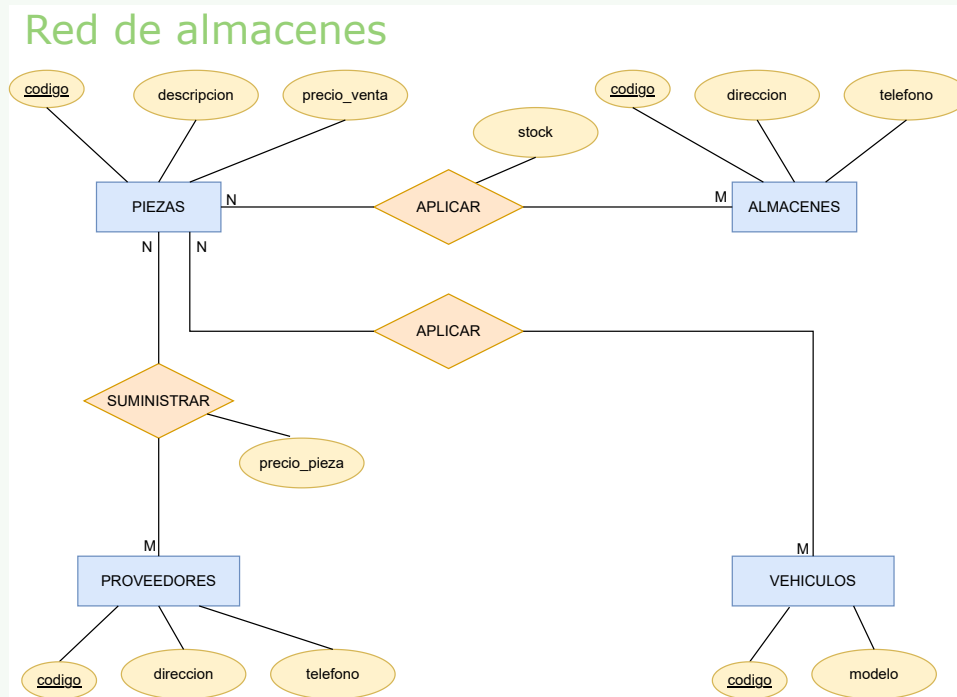 Red de almacenes
codigo
descripcion
precio_venta
codigo
direccion
telefono
stock
PIEZAS
N
APLICAR
M
ALMACENES
N
N
APLICAR
SUMINISTRAR
precio_pieza
M
M
PROVEEDORES
VEHICULOS
codigo
direccion
telefono
codigo
modelo